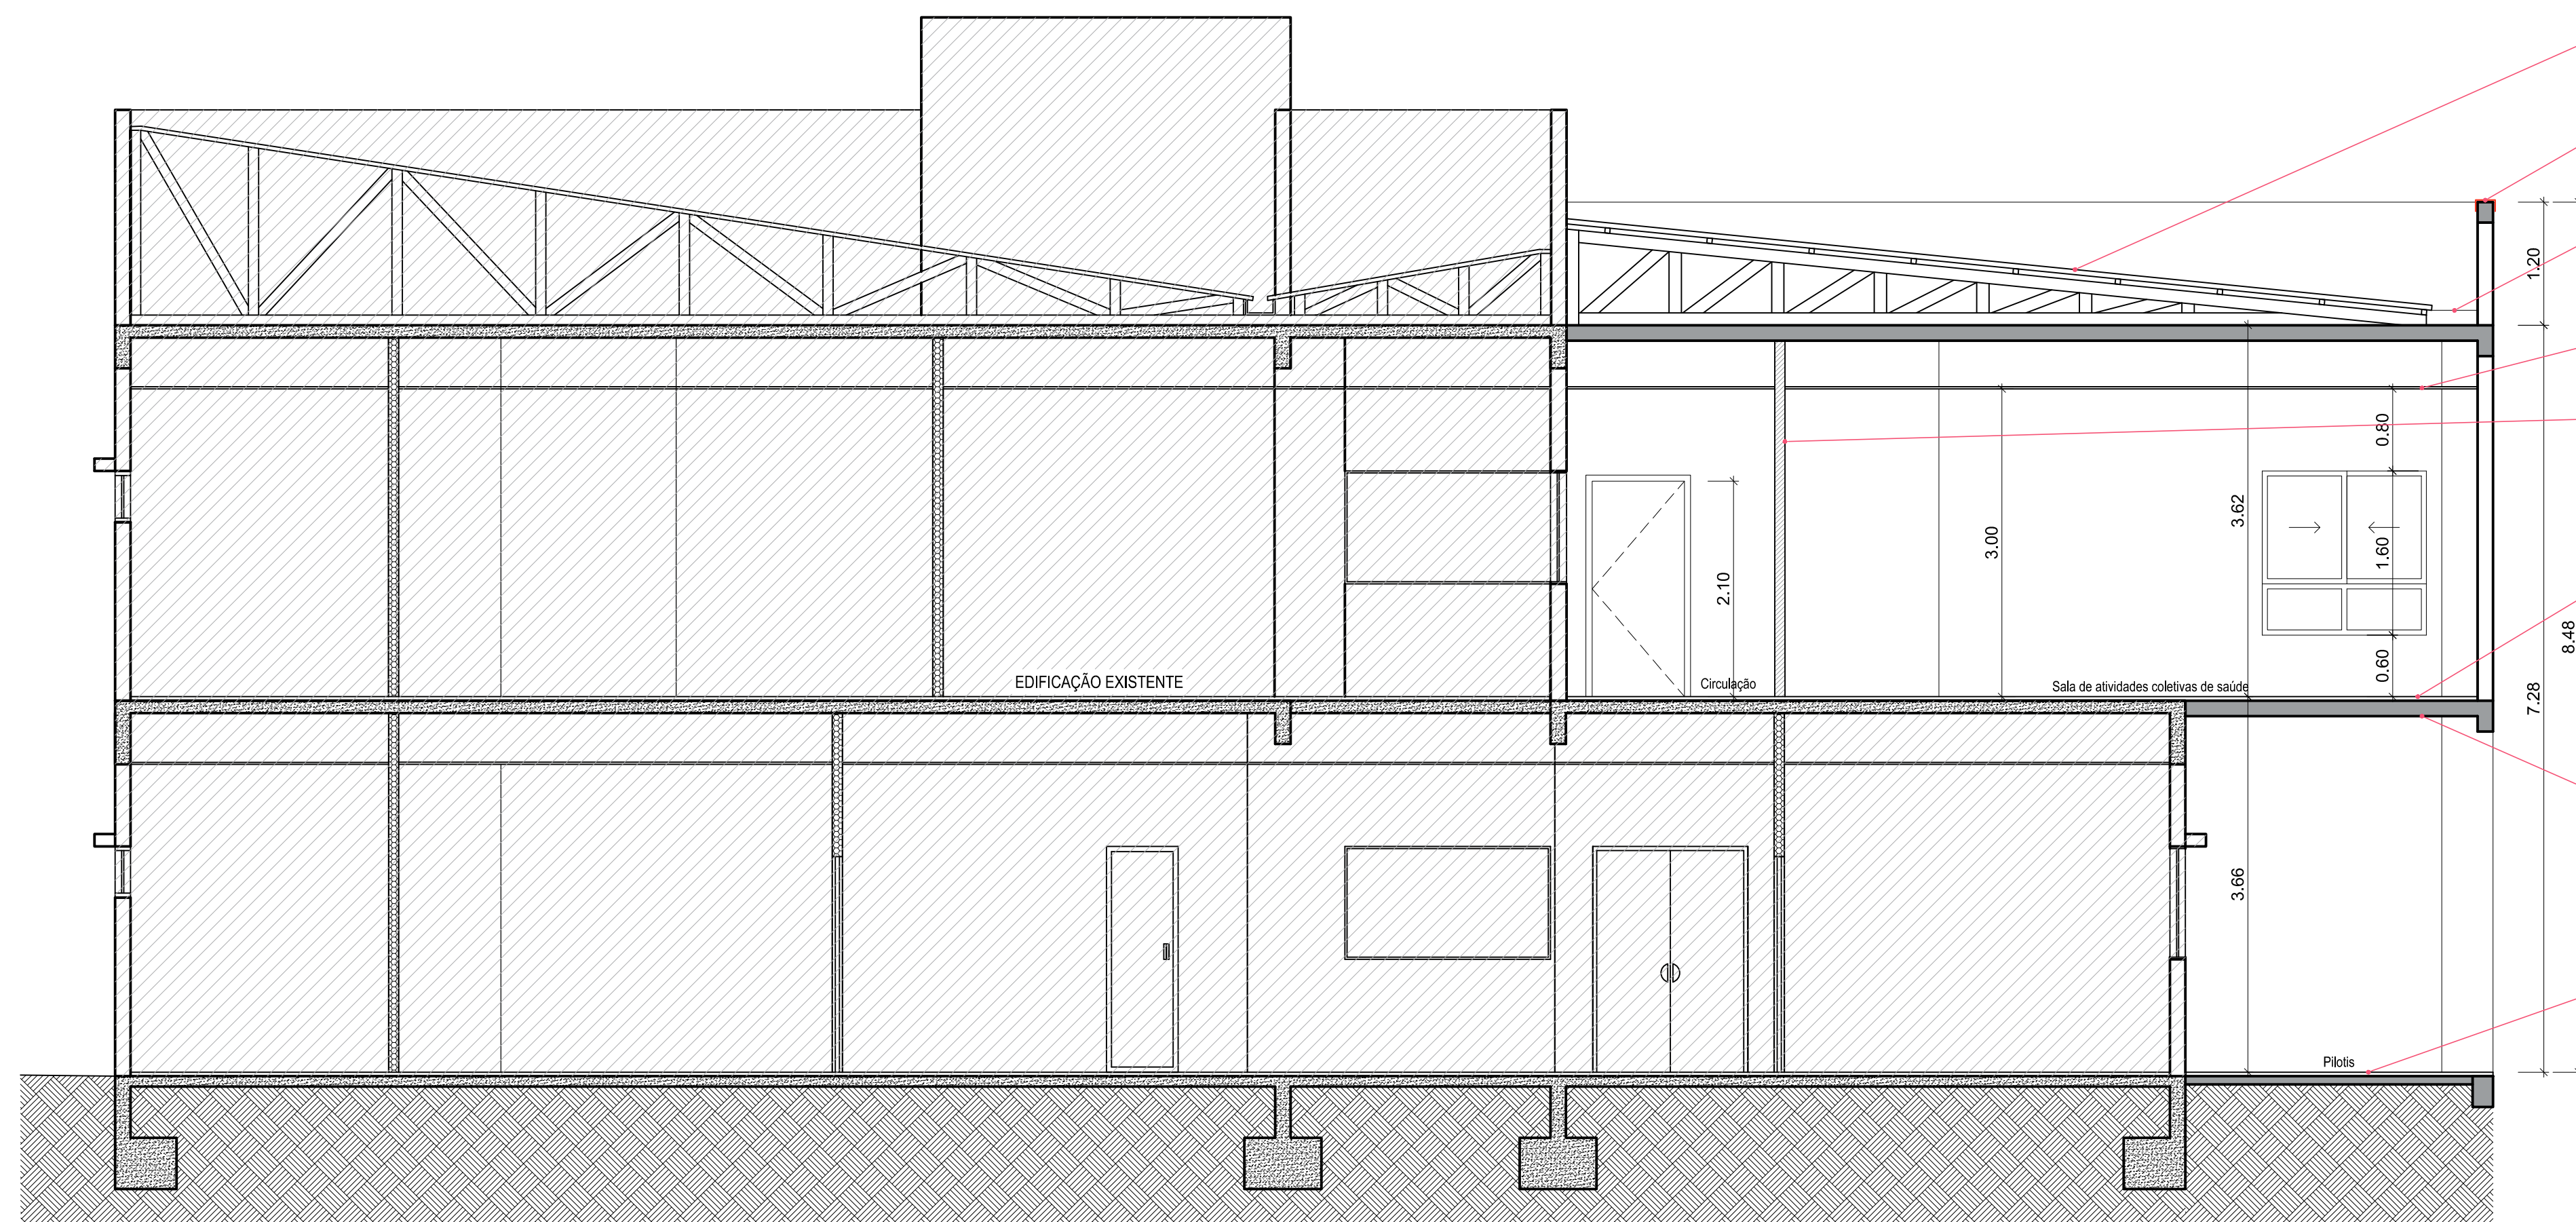 1.20
0.80
3.62
3.00
1.60
2.10
8.48
0.60
EDIFICAÇÃO EXISTENTE
Circulação
Sala de atividades coletivas de saúde
7.28
3.66
Pilotis